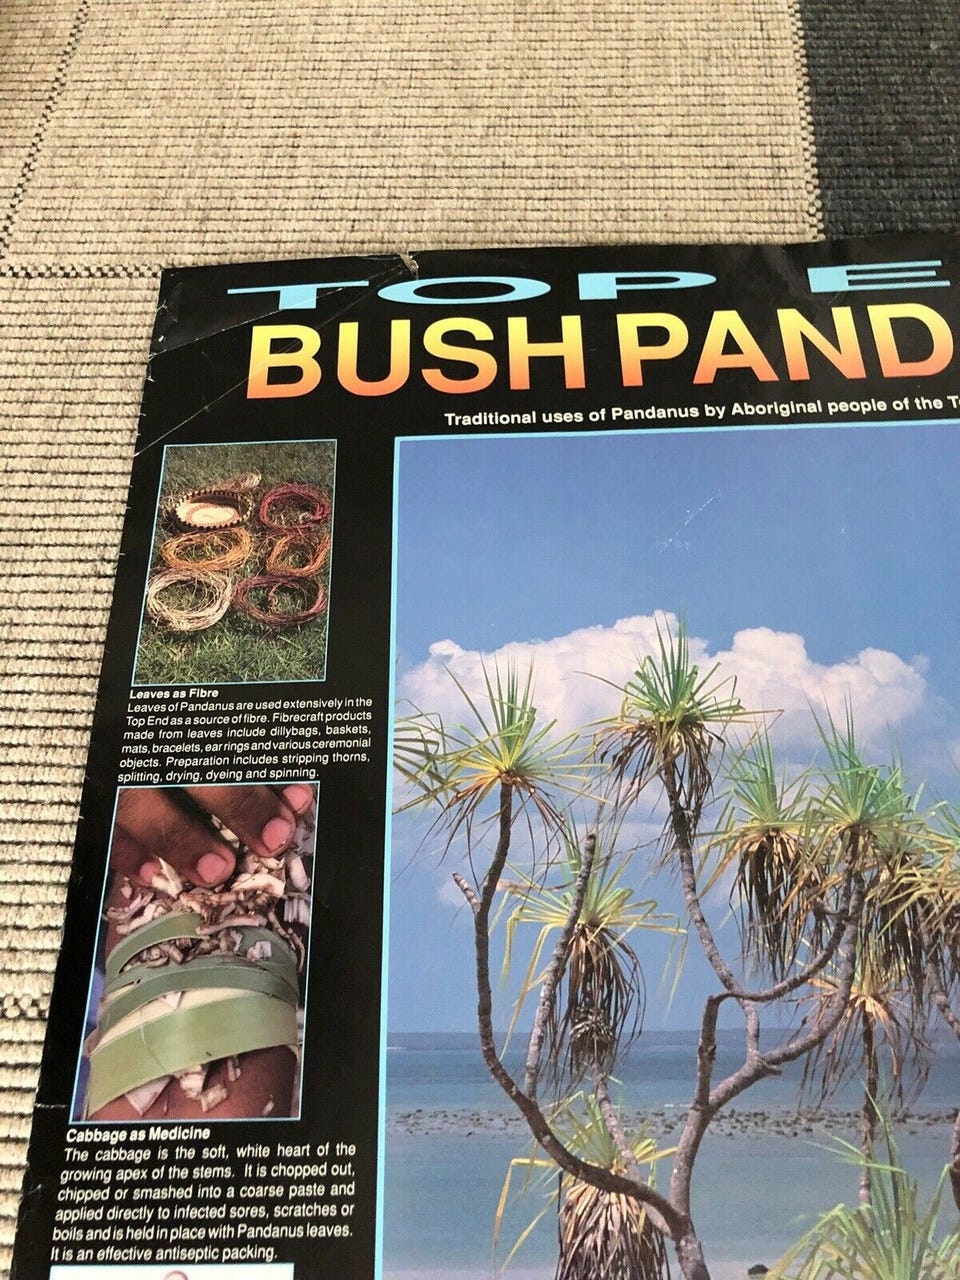 TOP E
BUSH PAND
Traditional uses of Pandanus by Aboriginal people of the T
Leaves as Fibre
Leaves of Pandanus are used extensively in the
Top End as a source of fibre. Fibrecraft products
made from leaves include dillybags, baskets,
mats, bracelets, ear rings and various ceremonial
objects. Preparation includes stripping thorns,
splitting, drying, dyeing and spinning.
Cabbage as Medicine
The cabbage is the soft, white heart of the
growing apex of the stems. It is chopped out,
chipped or smashed into a coarse paste and
applied directly to infected sores, scratches or
boils and is held in place with Pandanus leaves.
It is an effective antiseptic packing.